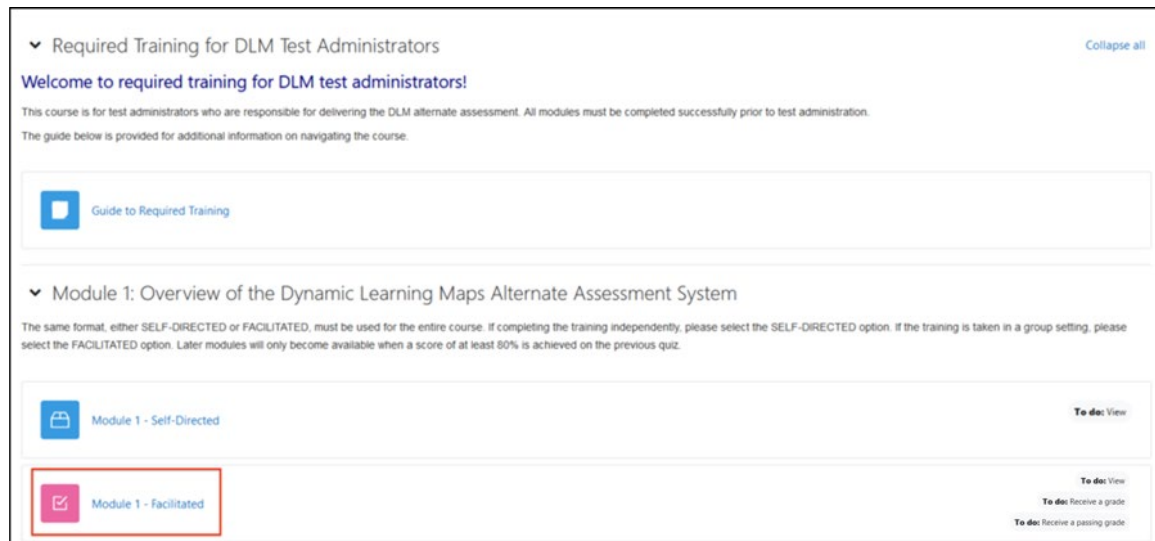 Required Training for DLM Test Administrators
Collapse all
Welcome to required training for DLM test administrators!
This course is for test administrators who are responsible for delivering the DLM alternate assessment. All modules must be completed successfully prior to test administration.
The guide below is provided for additional information on navigating the course.
Guide to Required Training
Module 1: Overview of the Dynamic Learning Maps Alternate Assessment System
The same format, either SELF-DIRECTED or FACILITATED, must be used for the entire course. If completing the training independently, please select the SELF-DIRECTED option. If the training is taken in a group setting, please
select the FACILITATED option. Later modules will only become available when a score of at least 80% is achieved on the previous quiz.
Module 1 - Self-Directed
To do: View
Module 1 - Facilitated
To do: View
To do: Receive a grade
To do: Receive a passing grade